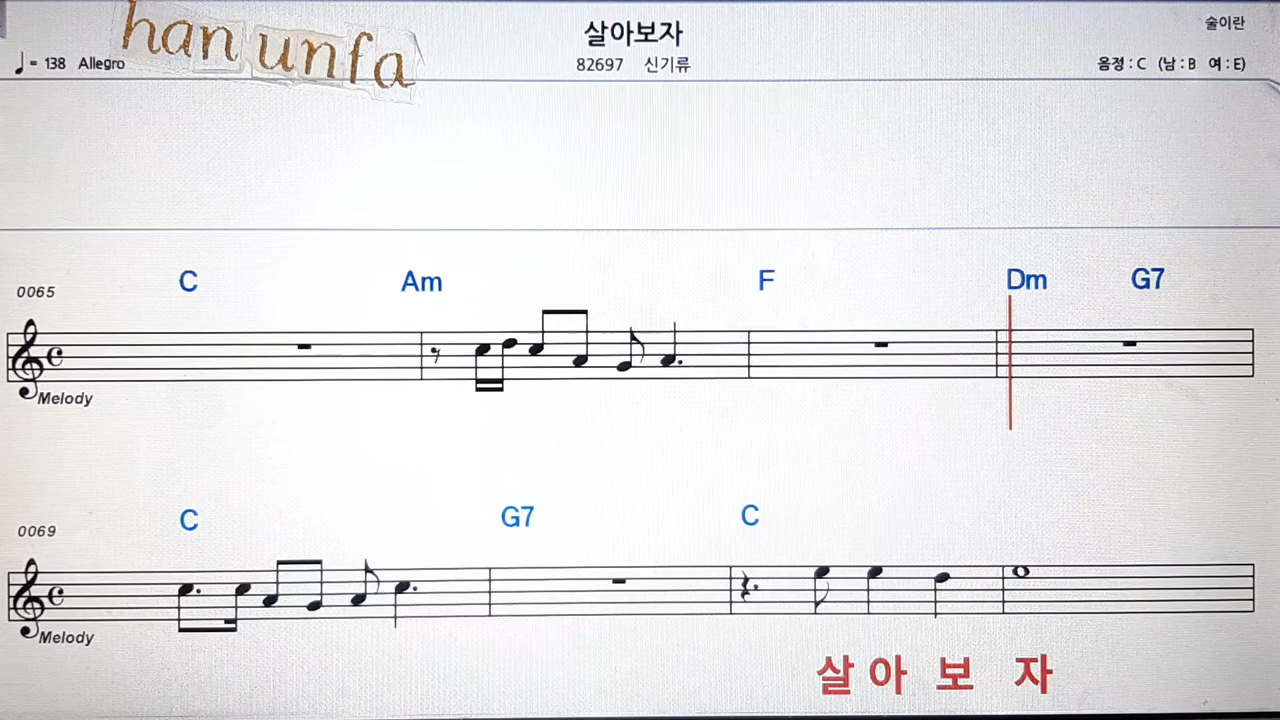 han unfa
살아보자
술이란
♩= 138 Allegro
82697 신기류
음정 : C (남 : B 여 : E)
C Am F Dm G7
0065
Melody
C G7 C
0069
Melody
살 아 보 자